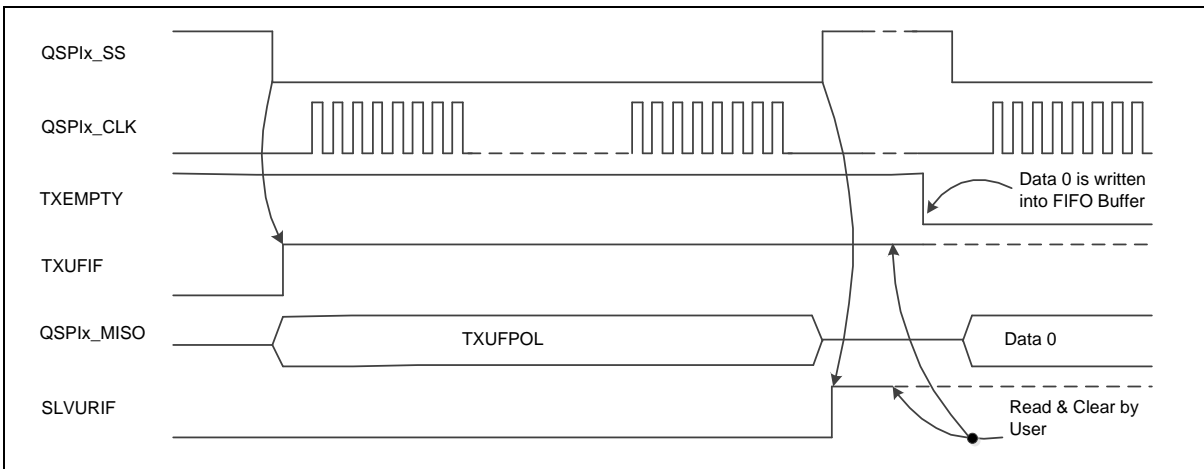 QSPIx_SS
QSPIx_CLK
TXEMPTY
Data 0 is written
into FIFO Buffer
TXUFIF
QSPIx_MISO
TXUFPOL
Data 0
SLVURIF
Read & Clear by
User